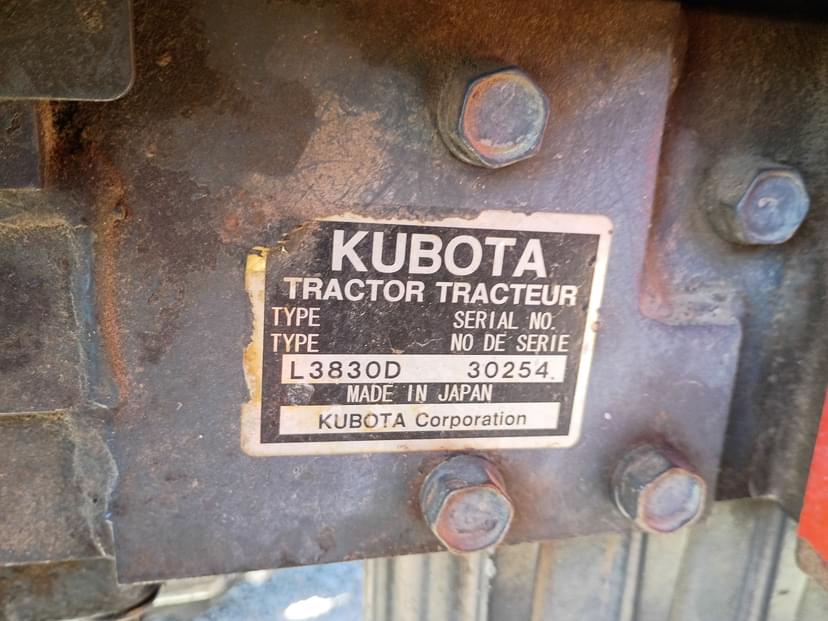 KUBOTA
TRACTOR TRACTEUR
TYPE SERIAL NO.
TYPE NO DE SERIE
L3830D 30254.
MADE IN JAPAN
KUBOTA Corporation